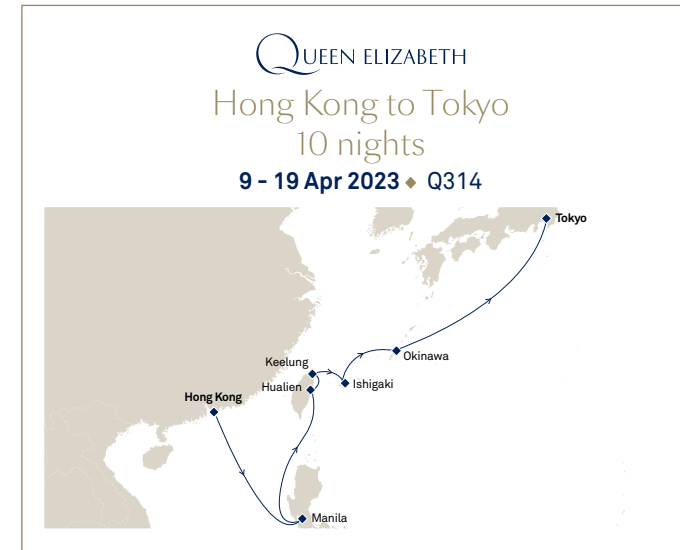 QUEEN ELIZABETH
Hong Kong to Tokyo
10 nights
9 - 19 Apr 2023 ◆ Q314
Tokyo
Okinawa
Keelung
Ishigaki
Hualien
Hong Kong
Manila